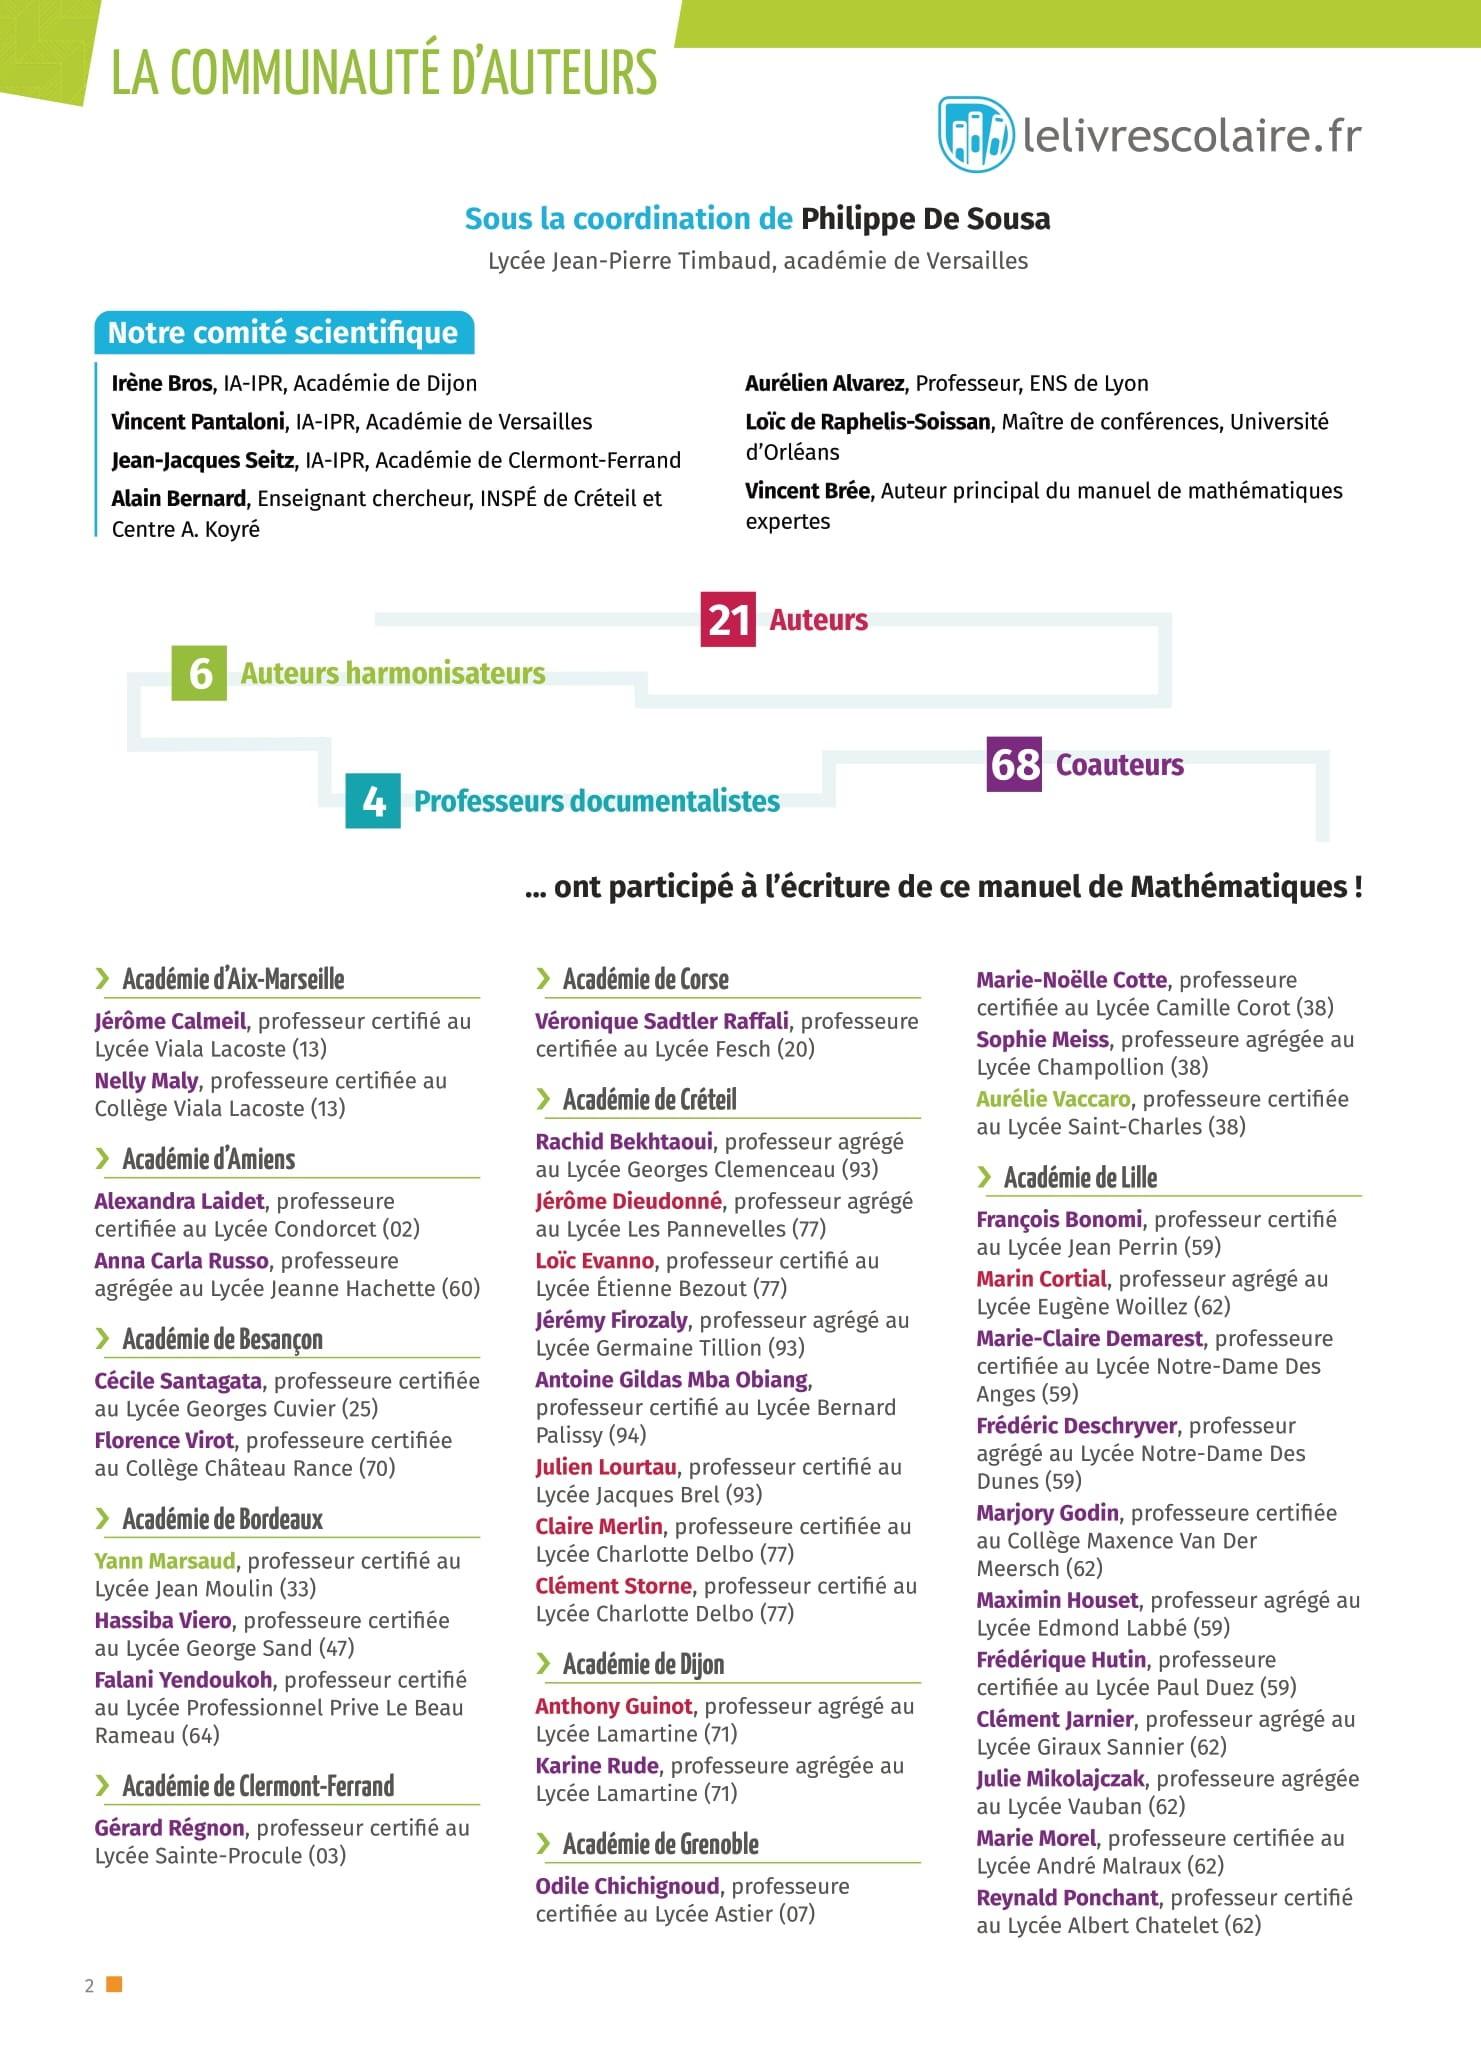 LA COMMUNAUTÉ D'AUTEURS
lelivrescolaire.fr
Sous la coordination de Philippe De Sousa
Lycée Jean-Pierre Timbaud, académie de Versailles
Notre comité scientifique
Irène Bros, IA-IPR, Académie de Dijon
Vincent Pantaloni, IA-IPR, Académie de Versailles
Jean-Jacques Seitz, IA-IPR, Académie de Clermont-Ferrand
Alain Bernard, Enseignant chercheur, INSPÉ de Créteil et
Centre A. Koyré
Aurélien Alvarez, Professeur, ENS de Lyon
Loïc de Raphelis-Soissan, Maître de conférences, Université
d'Orléans
Vincent Brée, Auteur principal du manuel de mathématiques
expertes
21 Auteurs
6 Auteurs harmonisateurs
68 Coauteurs
4 Professeurs documentalistes
... ont participé à l'écriture de ce manuel de Mathématiques !
Académie d'Aix-Marseille
Jérôme Calmeil, professeur certifié au
Lycée Viala Lacoste (13)
Nelly Maly, professeure certifiée au
Collège Viala Lacoste (13)
Académie d'Amiens
Alexandra Laidet, professeure
certifiée au Lycée Condorcet (02)
Anna Carla Russo, professeure
agrégée au Lycée Jeanne Hachette (60)
Académie de Besançon
Cécile Santagata, professeure certifiée
au Lycée Georges Cuvier (25)
Florence Virot, professeure certifiée
au Collège Château Rance (70)
Académie de Bordeaux
Yann Marsaud, professeur certifié au
Lycée Jean Moulin (33)
Hassiba Viero, professeure certifiée
au Lycée George Sand (47)
Falani Yendoukoh, professeur certifié
au Lycée Professionnel Prive Le Beau
Rameau (64)
Académie de Clermont-Ferrand
Gérard Régnon, professeur certifié au
Lycée Sainte-Procule (03)
Académie de Corse
Véronique Sadtler Raffali, professeure
certifiée au Lycée Fesch (20)
Académie de Créteil
Rachid Bekhtaoui, professeur agrégé
au Lycée Georges Clemenceau (93)
Jérôme Dieudonné, professeur agrégé
au Lycée Les Pannevelles (77)
Loïc Evanno, professeur certifié au
Lycée Étienne Bezout (77)
Jérémy Firozaly, professeur agrégé au
Lycée Germaine Tillion (93)
Antoine Gildas Mba Obiang,
professeur certifié au Lycée Bernard
Palissy (94)
Julien Lourtau, professeur certifié au
Lycée Jacques Brel (93)
Claire Merlin, professeure certifiée au
Lycée Charlotte Delbo (77)
Clément Storne, professeur certifié au
Lycée Charlotte Delbo (77)
Académie de Dijon
Anthony Guinot, professeur agrégé au
Lycée Lamartine (71)
Karine Rude, professeure agrégée au
Lycée Lamartine (71)
Académie de Grenoble
Odile Chichignoud, professeure
certifiée au Lycée Astier (07)
Marie-Noëlle Cotte, professeure
certifiée au Lycée Camille Corot (38)
Sophie Meiss, professeure agrégée au
Lycée Champollion (38)
Aurélie Vaccaro, professeure certifiée
au Lycée Saint-Charles (38)
Académie de Lille
François Bonomi, professeur certifié
au Lycée Jean Perrin (59)
Marin Cortial, professeur agrégé au
Lycée Eugène Woillez (62)
Marie-Claire Demarest, professeure
certifiée au Lycée Notre-Dame Des
Anges (59)
Frédéric Deschryver, professeur
agrégé au Lycée Notre-Dame Des
Dunes (59)
Marjory Godin, professeure certifiée
au Collège Maxence Van Der
Meersch (62)
Maximin Houset, professeur agrégé au
Lycée Edmond Labbé (59)
Frédérique Hutin, professeure
certifiée au Lycée Paul Duez (59)
Clément Jarnier, professeur agrégé au
Lycée Giraux Sannier (62)
Julie Mikolajczak, professeure agrégée
au Lycée Vauban (62)
Marie Morel, professeure certifiée au
Lycée André Malraux (62)
Reynald Ponchant, professeur certifié
au Lycée Albert Chatelet (62)
2